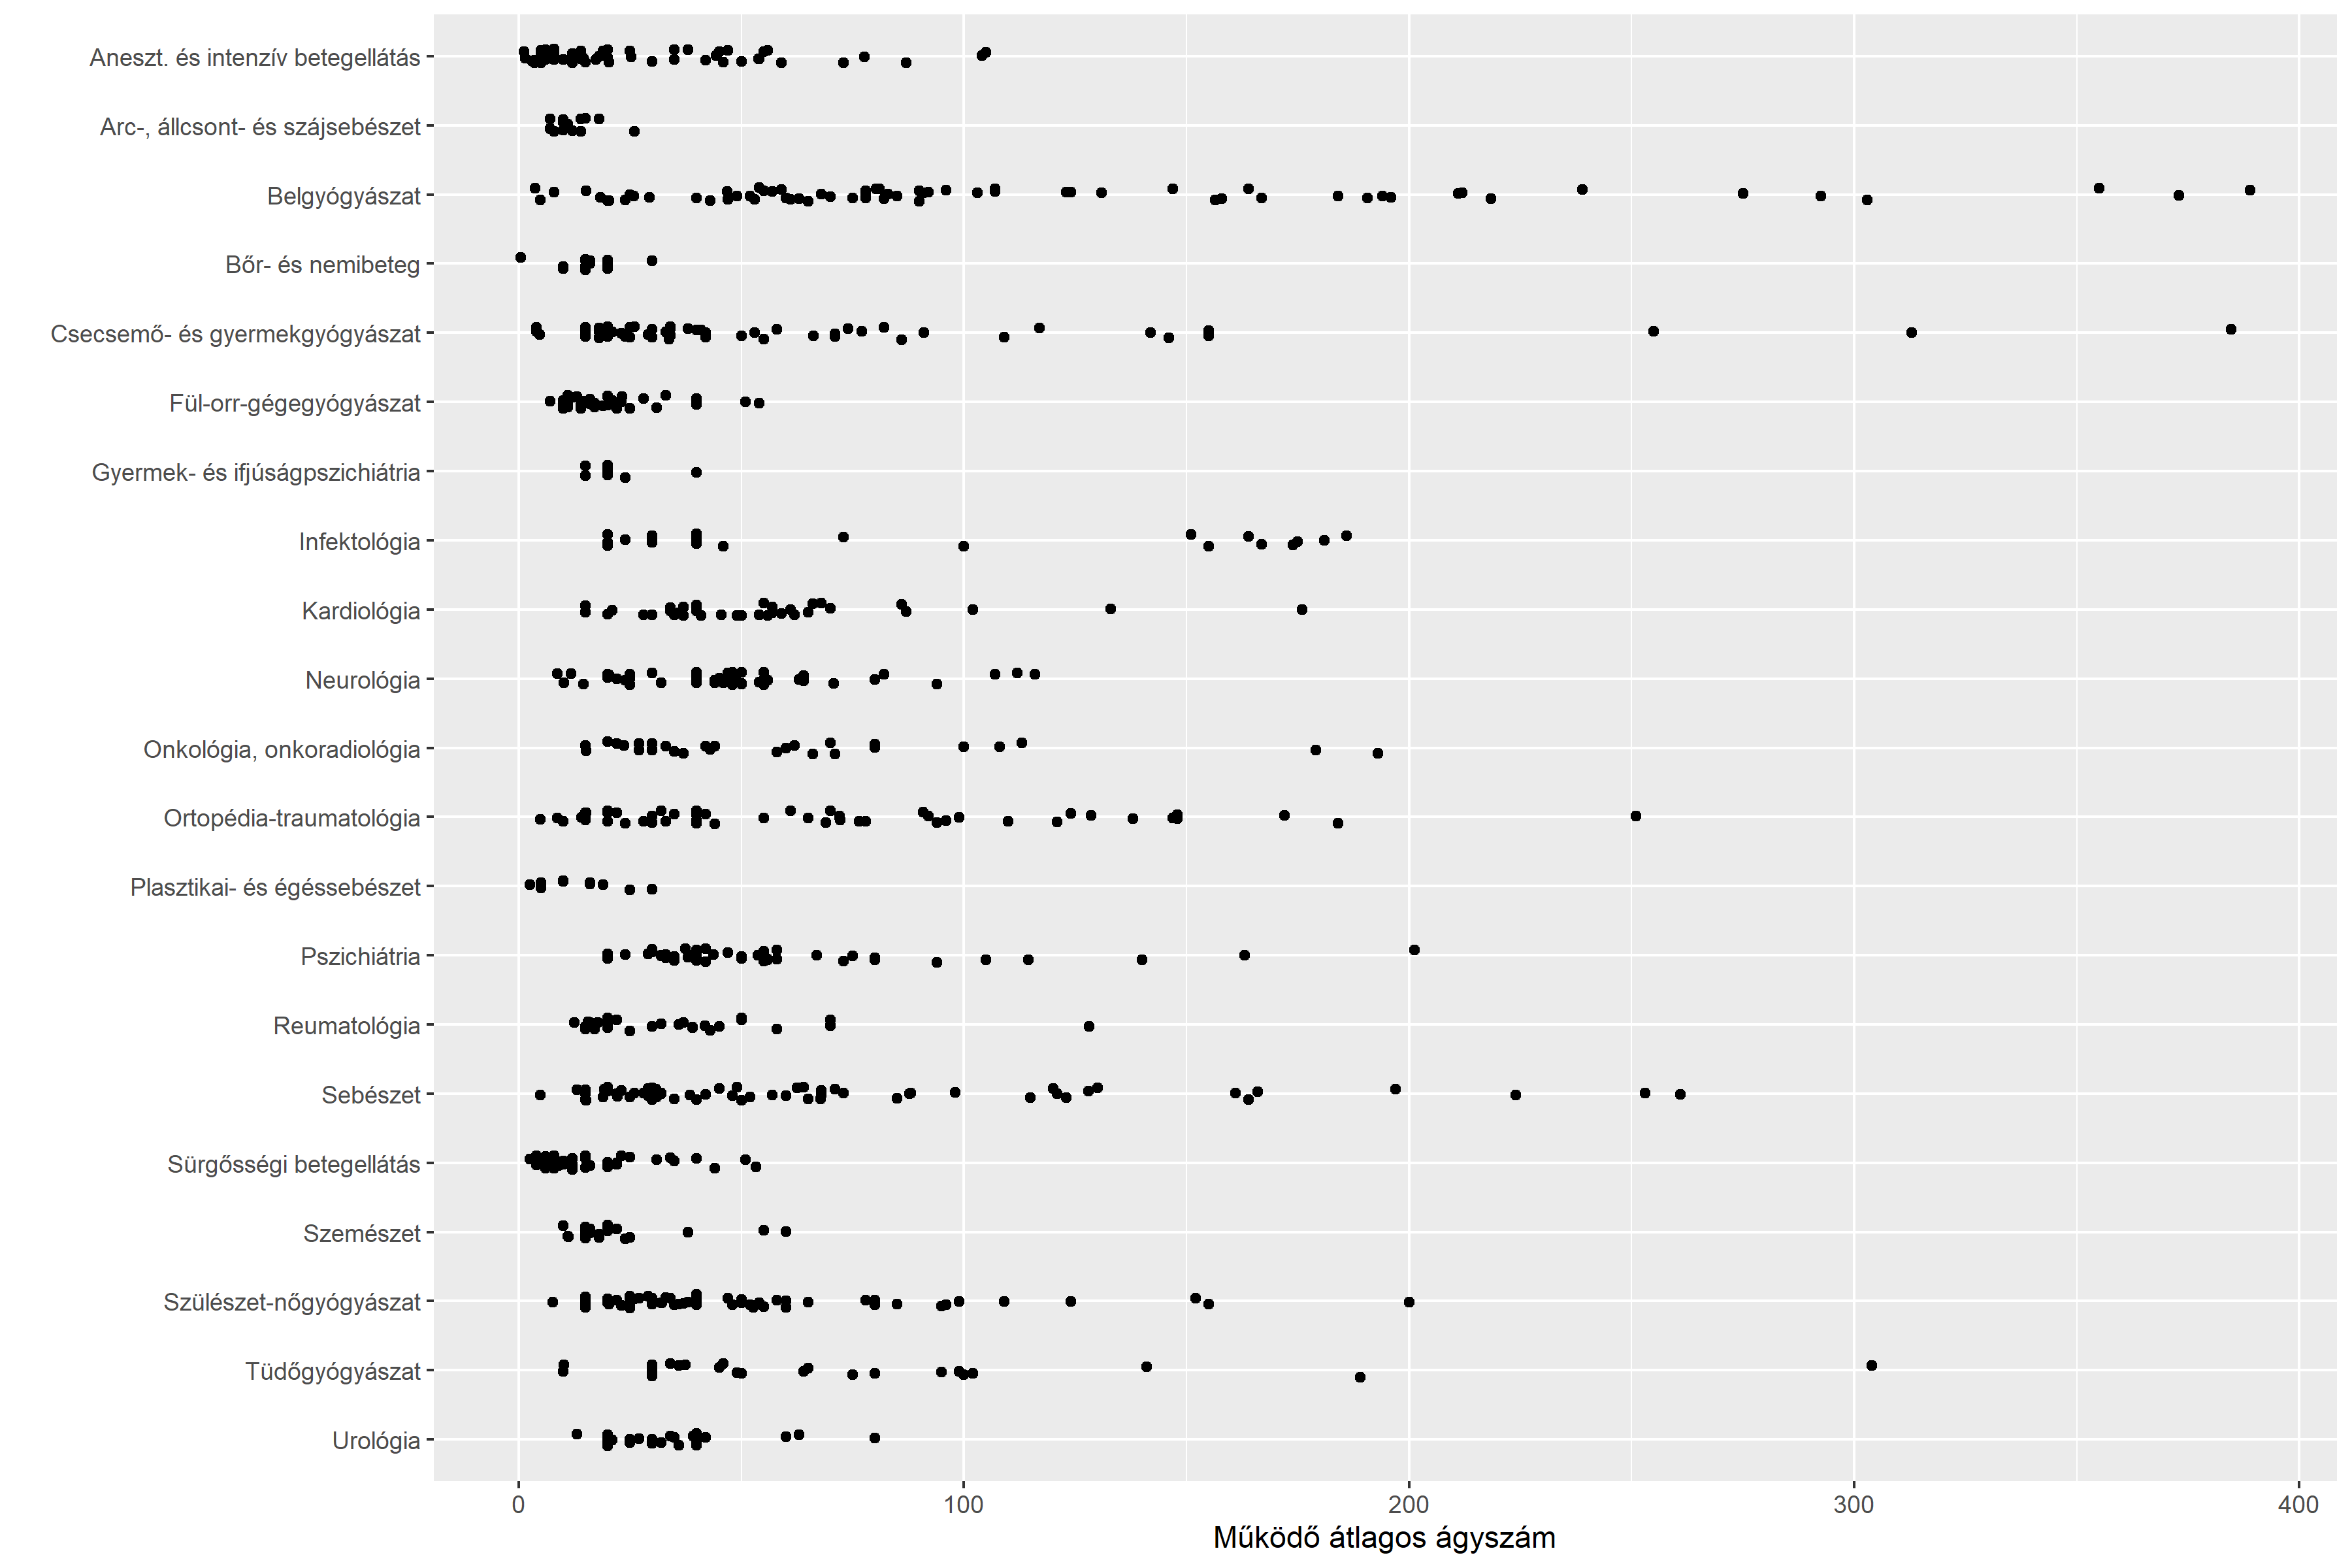 Aneszt. és intenzív betegellátás
Arc-, állcsont- és szájsebészet
Belgyógyászat
Bőr- és nemibeteg
Csecsemő- és gyermekgyógyászat
Fül-orr-gégegyógyászat
Gyermek- és ifjúságpszichiátria
Infektológia
Kardiológia
Neurológia
Onkológia, onkoradiológia
Ortopédia-traumatológia
Plasztikai- és égéssebészet
Pszichiátria
Reumatológia
Sebészet
Sürgősségi betegellátás
Szemészet
Szülészet-nőgyógyászat
Tüdőgyógyászat
Urológia
0 100 200 300 400
Működő átlagos ágyszám